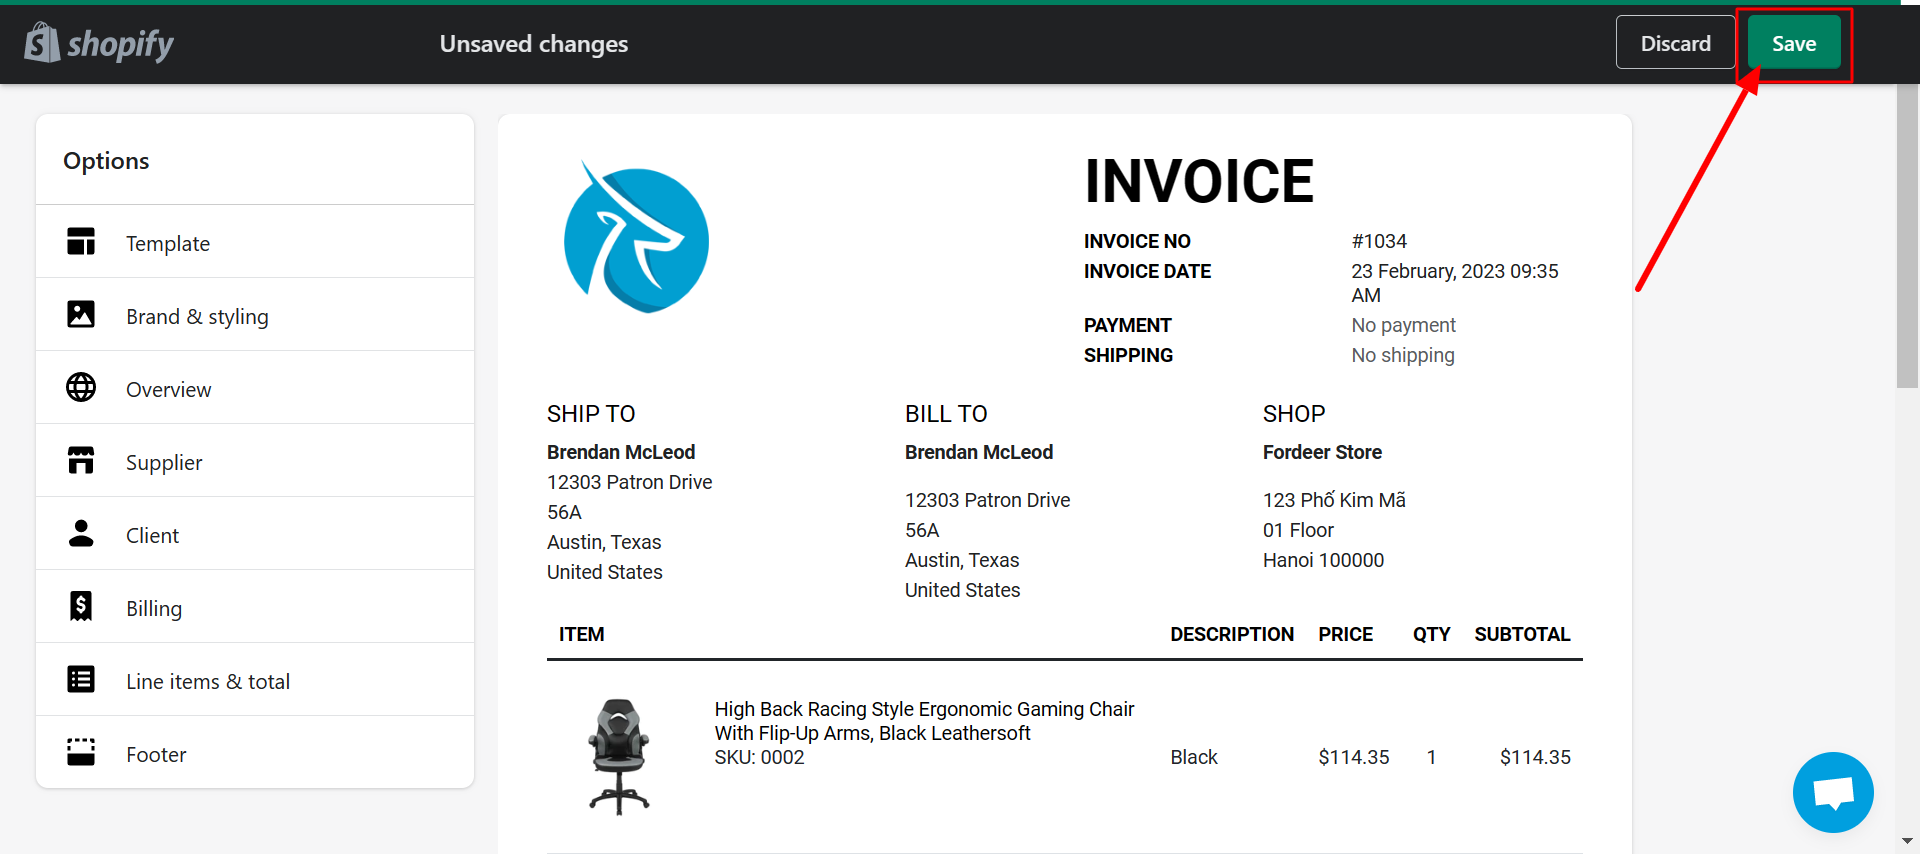 shopify
Unsaved changes
Discard
Save
Options
Template
Brand & styling
Overview
Supplier
Client
Billing
Line items & total
Footer
INVOICE
INVOICE NO #1034
INVOICE DATE 23 February, 2023 09:35
AM
PAYMENT No payment
SHIPPING No shipping
SHIP TO
Brendan McLeod
12303 Patron Drive
56A
Austin, Texas
United States
BILL TO
Brendan McLeod
12303 Patron Drive
56A
Austin, Texas
United States
SHOP
Fordeer Store
123 Phố Kim Mã
01 Floor
Hanoi 100000
ITEM DESCRIPTION PRICE QTY SUBTOTAL
High Back Racing Style Ergonomic Gaming Chair
With Flip-Up Arms, Black Leathersoft
SKU: 0002 Black $114.35 1 $114.35